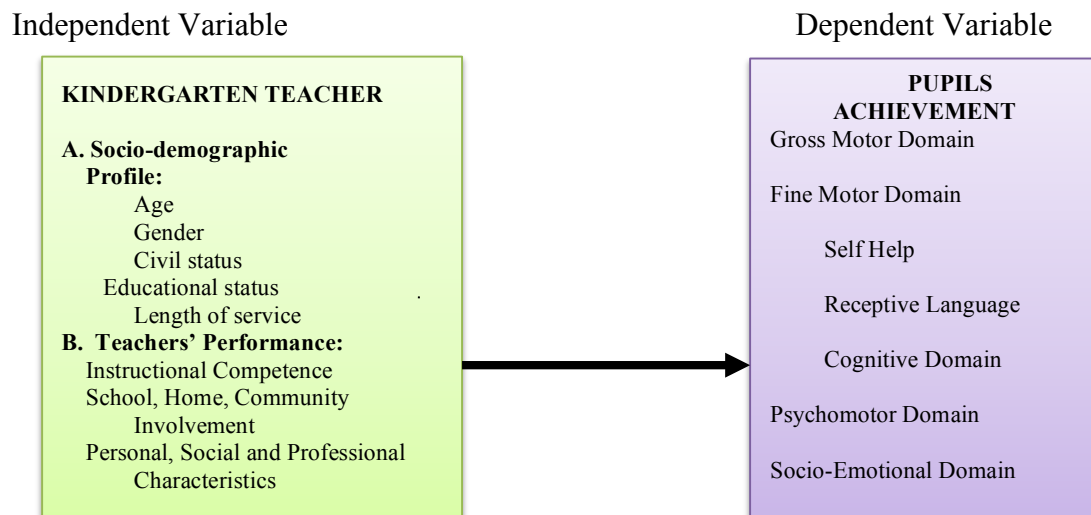 Independent Variable
Dependent Variable
KINDERGARTEN TEACHER
A. Socio-demographic
Profile:
Age
Gender
Civil status
Educational status .
Length of service
B. Teachers’ Performance:
Instructional Competence
School, Home, Community
Involvement
Personal, Social and Professional
Characteristics
PUPILS
ACHIEVEMENT
Gross Motor Domain
Fine Motor Domain
Self Help
Receptive Language
Cognitive Domain
Psychomotor Domain
Socio-Emotional Domain